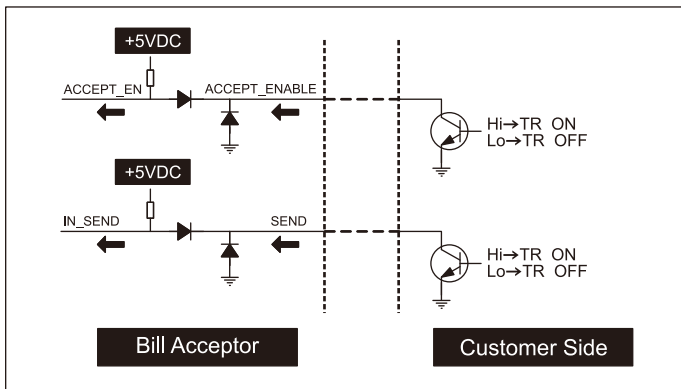 +5VDC
ACCEPT_EN
ACCEPT_ENABLE
Hi→TR ON
Lo→TR OFF
+5VDC
IN_SEND
SEND
Hi→TR ON
Lo→TR OFF
Bill Acceptor
Customer Side